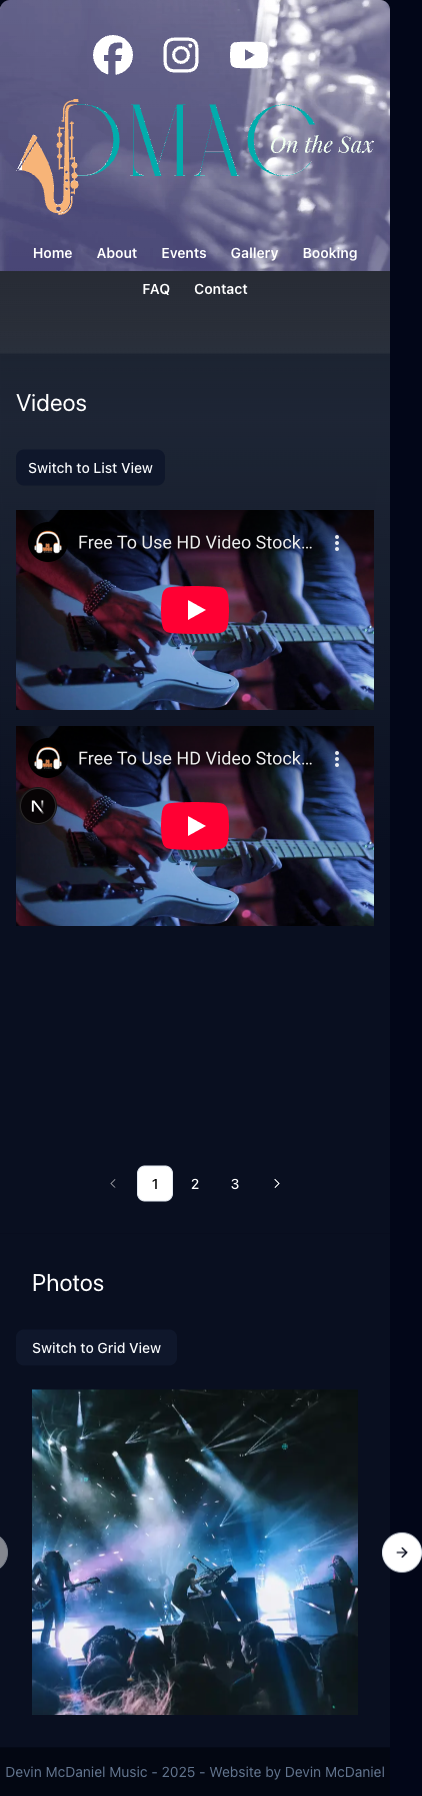 DMAC
On the Sax
Home About Events Gallery Booking
FAQ Contact
Videos
Switch to List View
Free To Use HD Video Stock...
Free To Use HD Video Stock...
N
1 2 3
Photos
Switch to Grid View
Devin McDaniel Music - 2025 - Website by Devin McDaniel